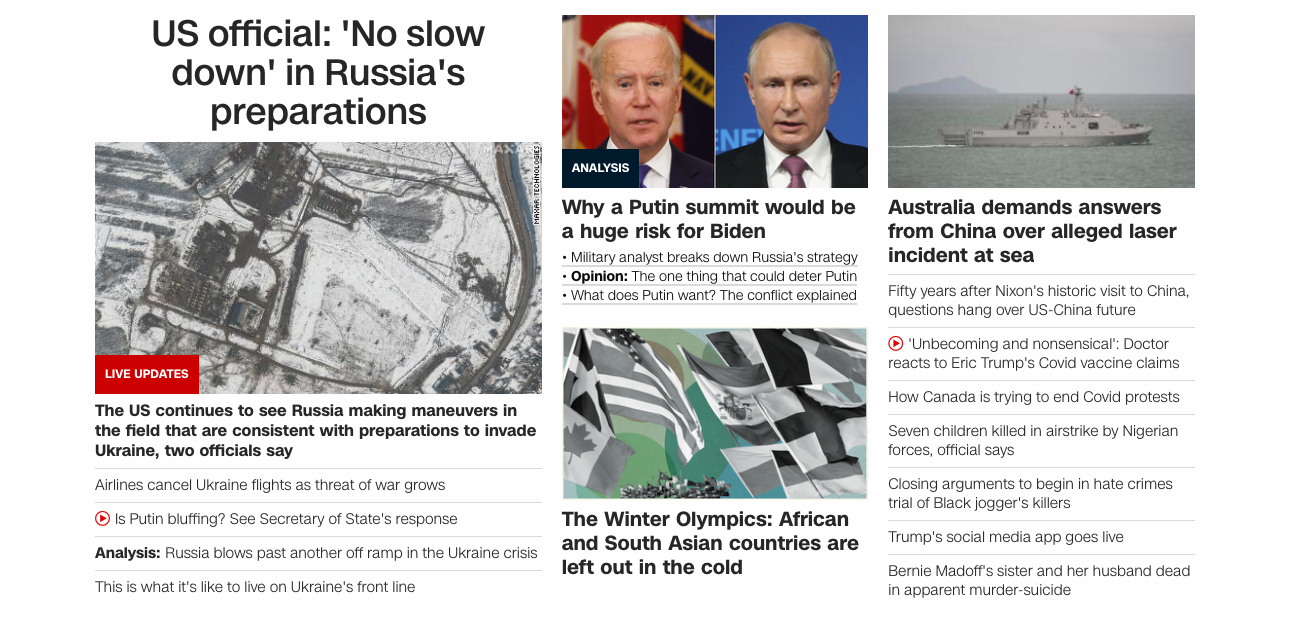 US official: 'No slow
down' in Russia's
preparations
MAXAR
MAXAR TECHNOLOGIES
LIVE UPDATES
The US continues to see Russia making maneuvers in
the field that are consistent with preparations to invade
Ukraine, two officials say
Airlines cancel Ukraine flights as threat of war grows
Is Putin bluffing? See Secretary of State's response
Analysis: Russia blows past another off ramp in the Ukraine crisis
This is what it's like to live on Ukraine's front line
NAV
ENE
ANALYSIS
Why a Putin summit would be
a huge risk for Biden
• Military analyst breaks down Russia's strategy
• Opinion: The one thing that could deter Putin
• What does Putin want? The conflict explained
The Winter Olympics: African
and South Asian countries are
left out in the cold
Australia demands answers
from China over alleged laser
incident at sea
Fifty years after Nixon's historic visit to China,
questions hang over US-China future
'Unbecoming and nonsensical': Doctor
reacts to Eric Trump's Covid vaccine claims
How Canada is trying to end Covid protests
Seven children killed in airstrike by Nigerian
forces, official says
Closing arguments to begin in hate crimes
trial of Black jogger's killers
Trump's social media app goes live
Bernie Madoff's sister and her husband dead
in apparent murder-suicide